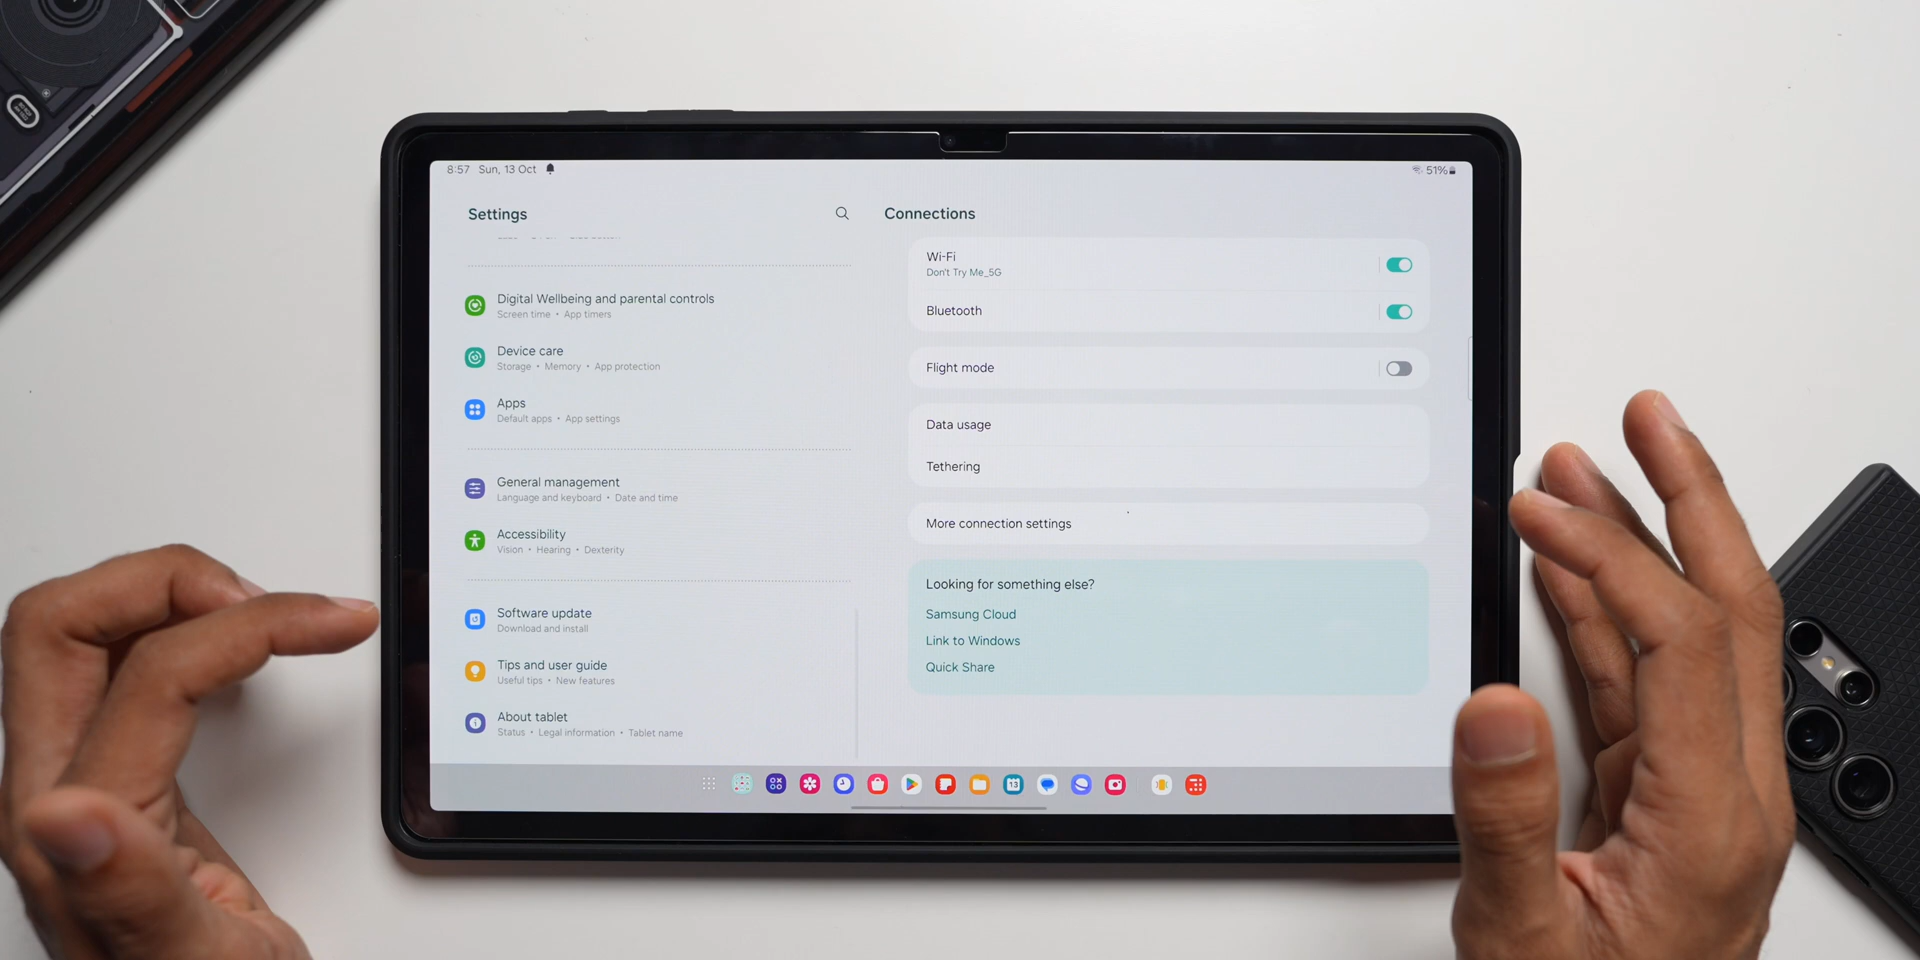 8:57 Sun, 13 Oct
51%
Settings
Digital Wellbeing and parental controls
Screen time • App timers
Device care
Storage • Memory • App protection
Apps
Default apps • App settings
General management
Language and keyboard • Date and time
Accessibility
Vision • Hearing • Dexterity
Software update
Download and install
Tips and user guide
Useful tips • New features
About tablet
Status • Legal information • Tablet name
Connections
Wi-Fi
Don't Try Me_5G
Bluetooth
Flight mode
Data usage
Tethering
More connection settings
Looking for something else?
Samsung Cloud
Link to Windows
Quick Share
13